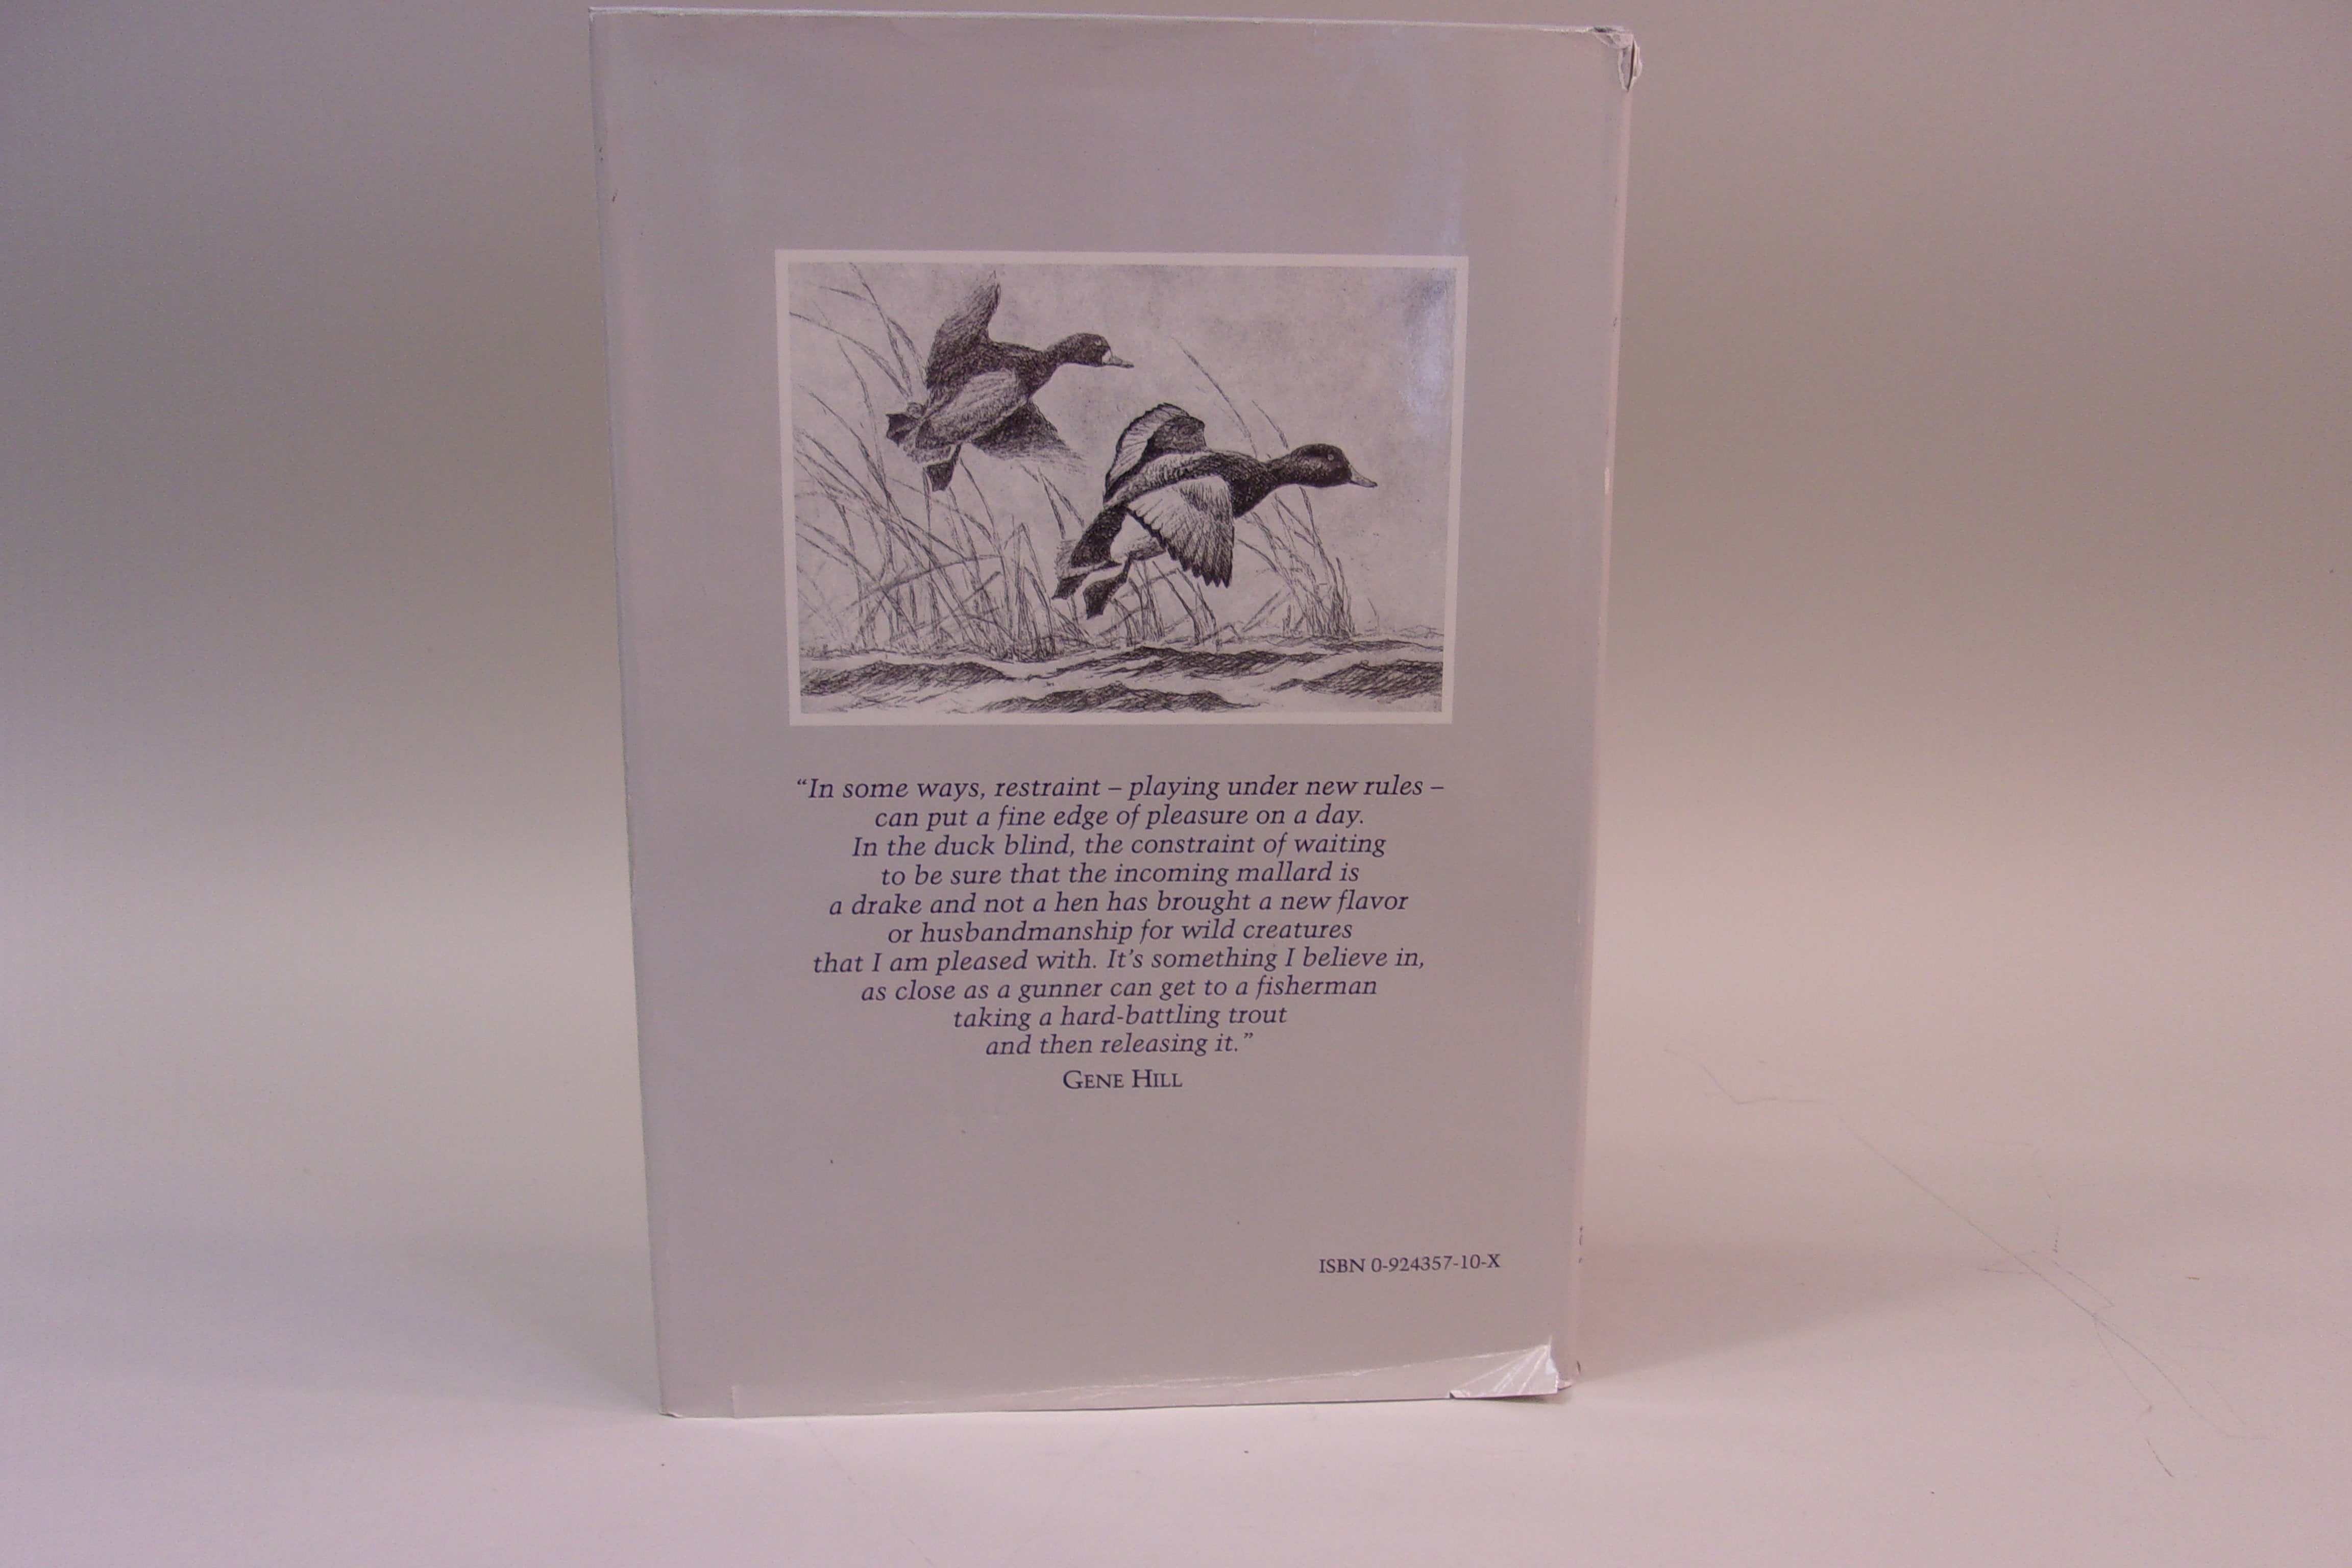 “In some ways, restraint – playing under new rules –
can put a fine edge of pleasure on a day.
In the duck blind, the constraint of waiting
to be sure that the incoming mallard is
a drake and not a hen has brought a new flavor
or husbandmanship for wild creatures
that I am pleased with. It’s something I believe in,
as close as a gunner can get to a fisherman
taking a hard-battling trout
and then releasing it.”
GENE HILL
ISBN 0-924357-10-X